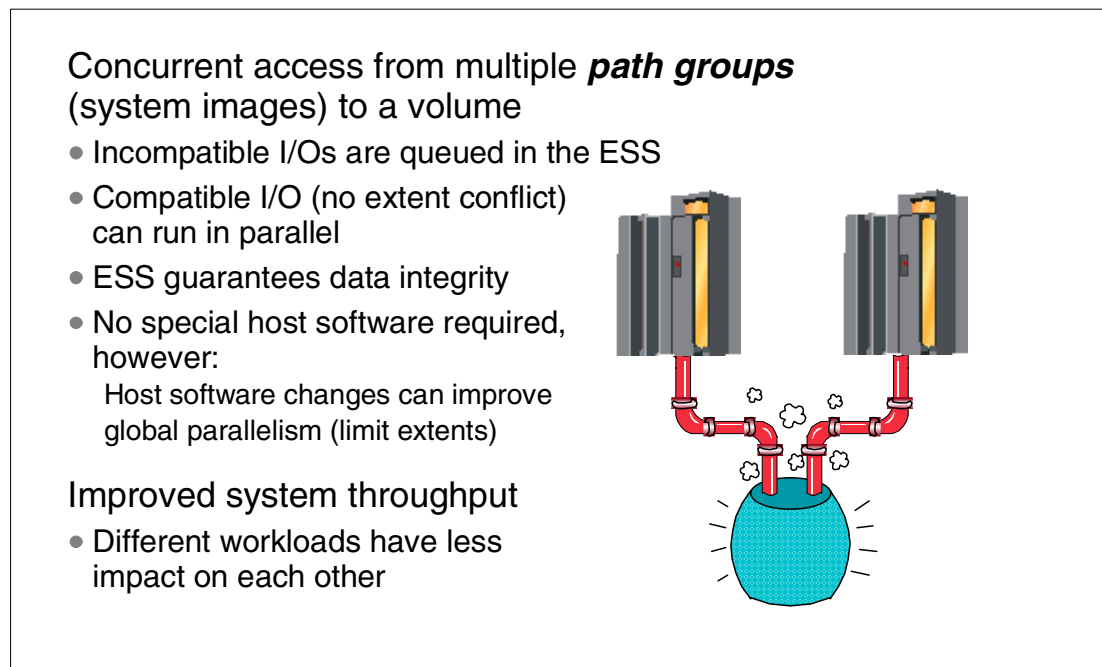 Concurrent access from multiple path groups
(system images) to a volume
• Incompatible I/Os are queued in the ESS
• Compatible I/O (no extent conflict)
can run in parallel
• ESS guarantees data integrity
• No special host software required,
however:
Host software changes can improve
global parallelism (limit extents)
Improved system throughput
• Different workloads have less
impact on each other